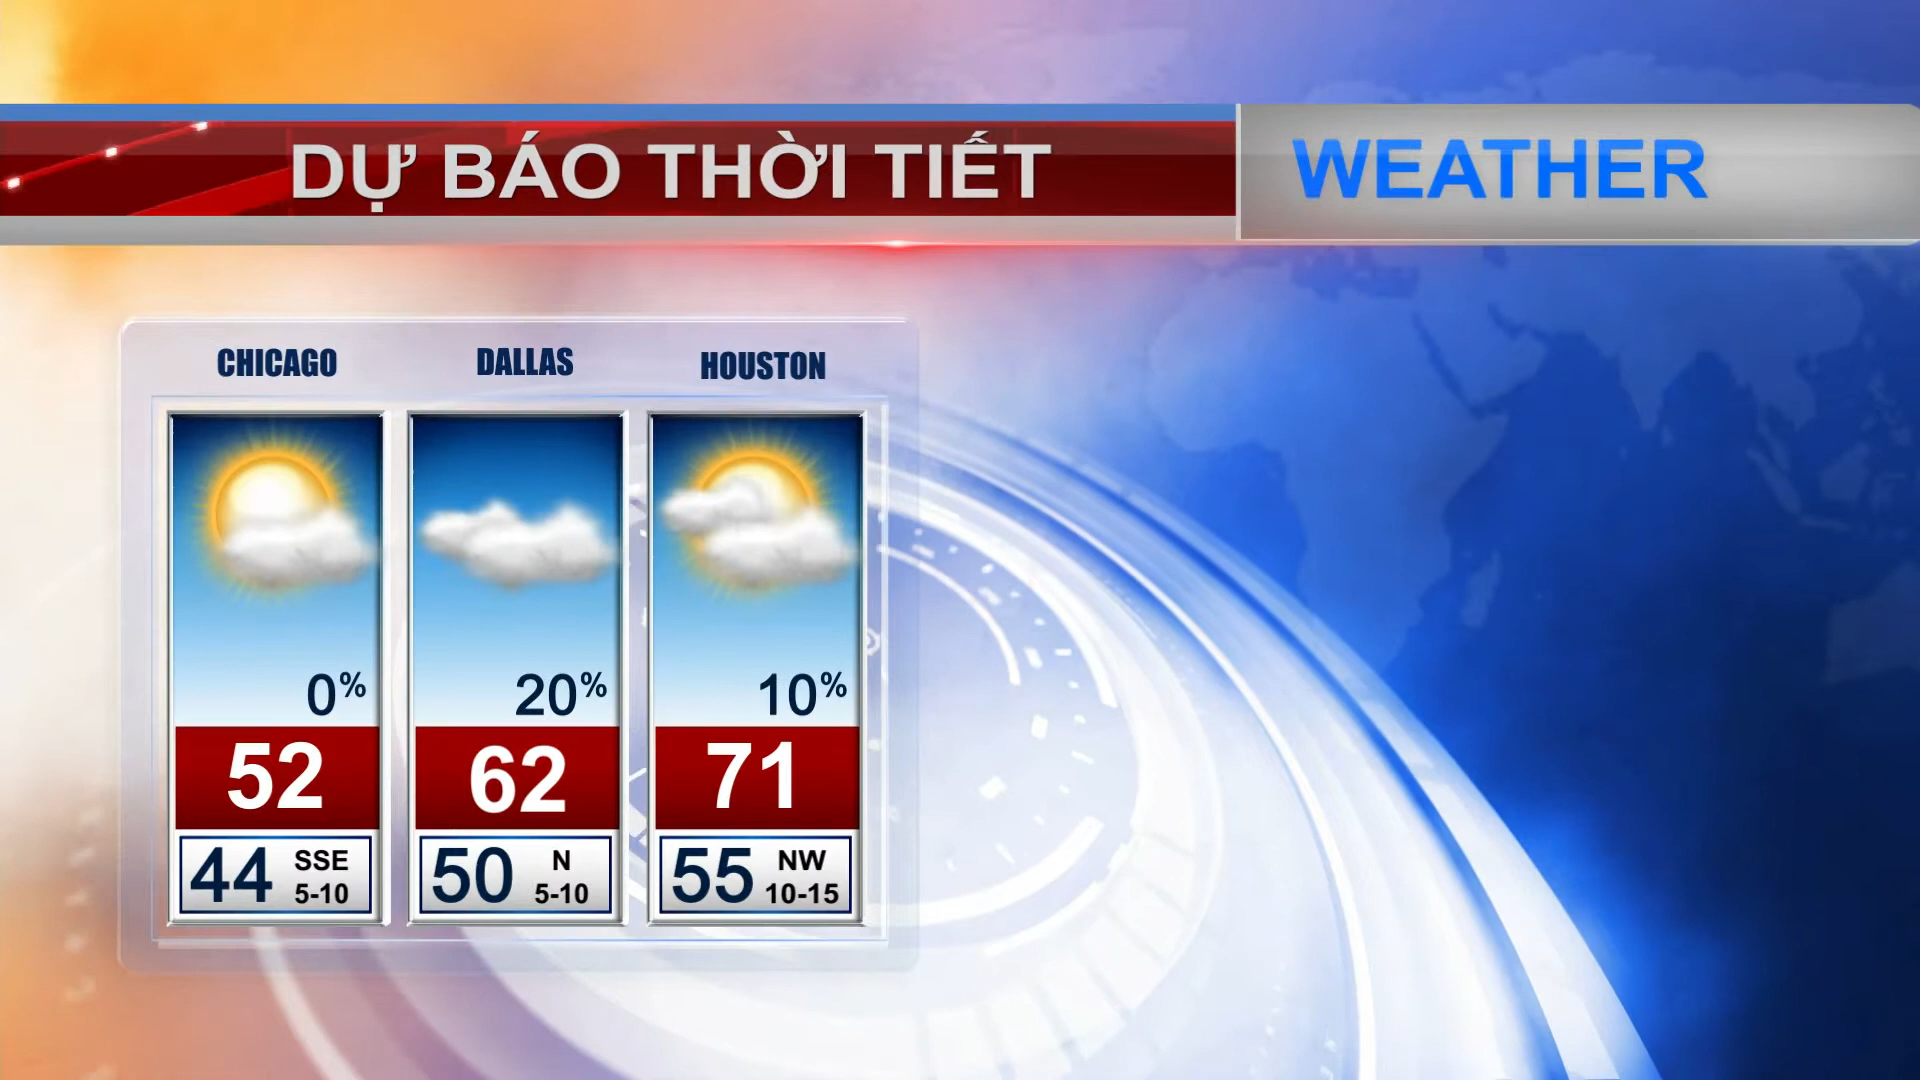 DỰ BÁO THỜI TIẾT
WEATHER
CHICAGO
DALLAS
HOUSTON
0%
20%
10%
52
62
71
44
SSE
5-10
50
N
5-10
55
NW
10-15